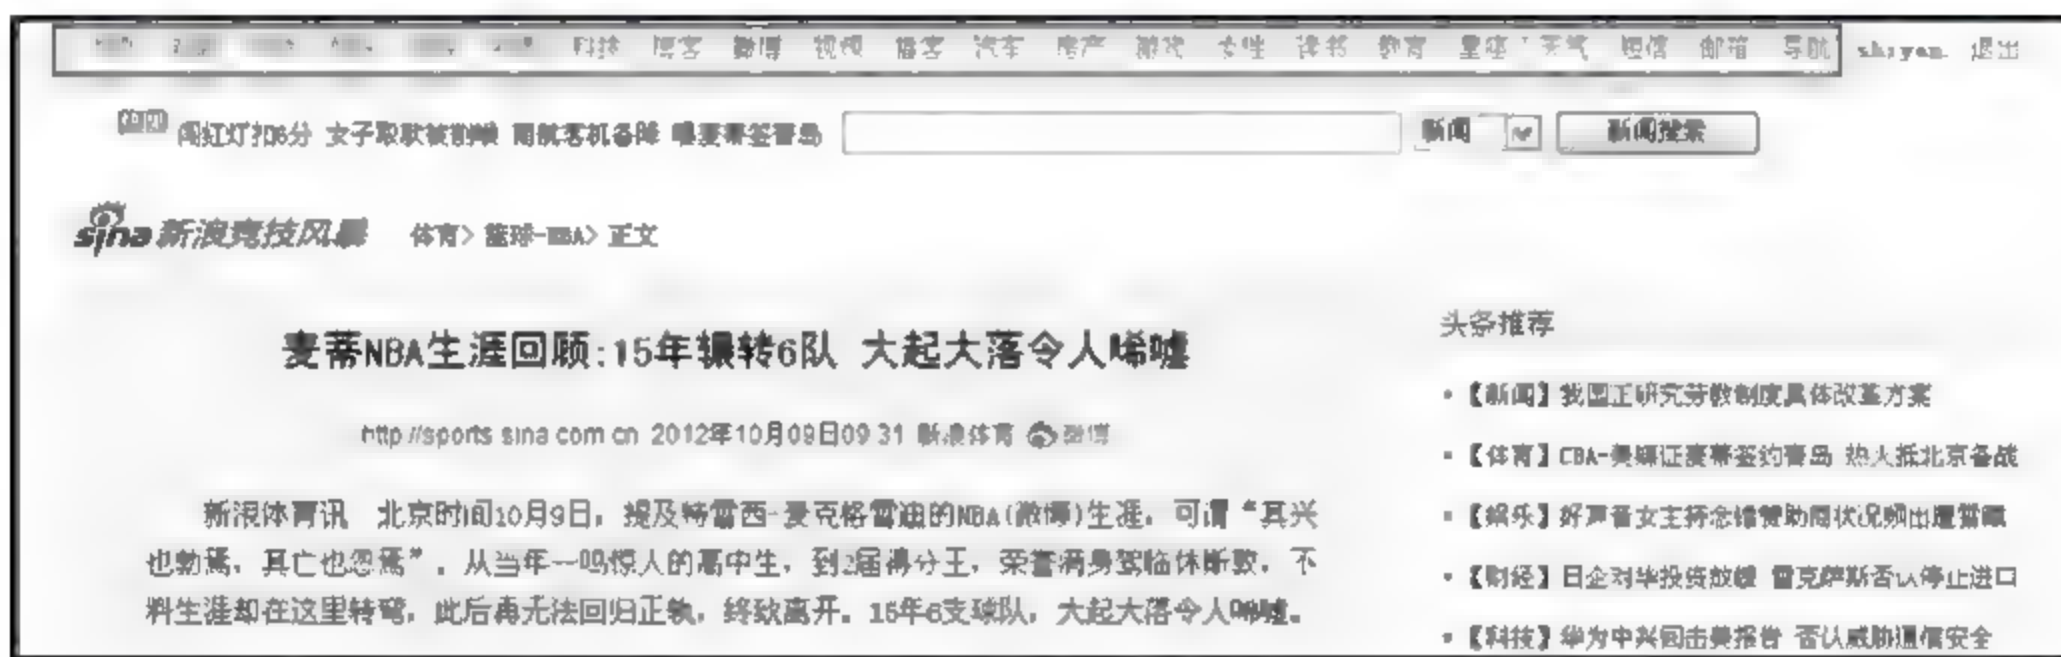 科技 博客 微博 视频 播客 汽车 房产 游戏 女性 读书 教育 星座 天气 短信 邮箱 导航 shiyan 退出
闯红灯扣6分 女子取款被割喉 南航客机备降 曝麦蒂签青岛 新闻 新闻搜索
sina新浪竞技风暴 体育> 篮球-NBA> 正文
麦蒂NBA生涯回顾:15年辗转6队 大起大落令人唏嘘
http://sports.sina.com.cn 2012年10月09日09:31 新浪体育 微博
新浪体育讯 北京时间10月9日，提及特雷西-麦克格雷迪的NBA(微博)生涯，可谓“其兴
也勃焉，其亡也忽焉”。从当年一鸣惊人的高中生，到2届得分王，荣誉满身驾临休斯敦，不
料生涯却在这里转弯，此后再无法回归正轨，终致离开。15年6支球队，大起大落令人唏嘘。
头条推荐
【新闻】我国正研究劳教制度具体改革方案
【体育】CBA-美媒证麦蒂签约青岛 热火抵北京备战
【娱乐】好声音女主持念错赞助商状况频出遭
【财经】日企对华投资放缓 雷克萨斯否认停止进口
【科技】华为中兴回击美报告 否认威胁通信安全